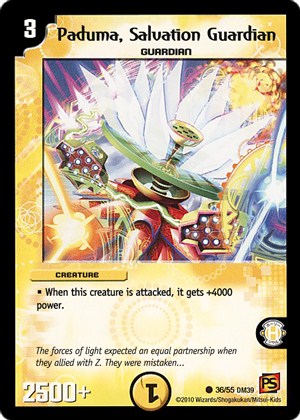 3 Paduma, Salvation Guardian
GUARDIAN
CREATURE
■ When this creature is attacked, it gets +4000
power.
The forces of light expected an equal partnership when
they allied with Z. They were mistaken...
2500+
1
● 36/55 DM39
©2010 Wizards/Shogakukan/Mitsui-Kids
PS